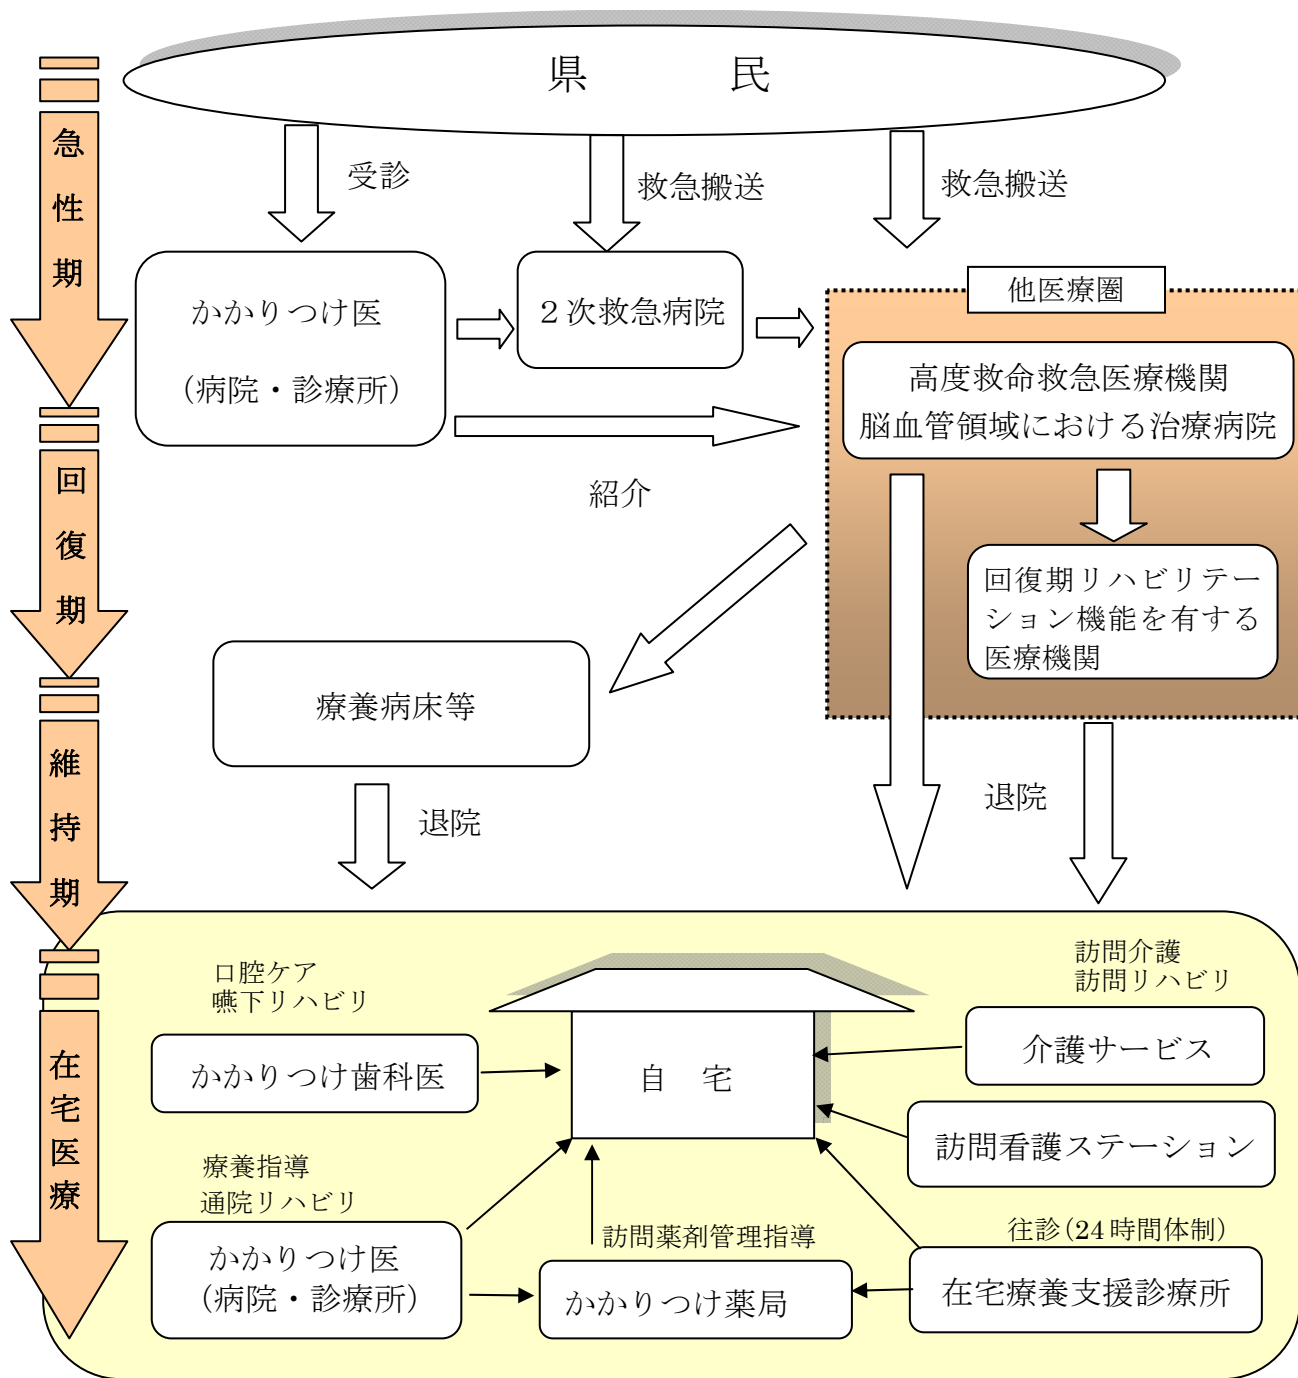 県　民
急性期
受診
救急搬送
救急搬送
かかりつけ医
（病院・診療所）
２次救急病院
他医療圏
高度救命救急医療機関
脳血管領域における治療病院
紹介
回復期
回復期リハビリテー
ション機能を有する
医療機関
療養病床等
維持期
退院
退院
在宅医療
口腔ケア
嚥下リハビリ
かかりつけ歯科医
自　宅
訪問介護
訪問リハビリ
介護サービス
訪問看護ステーション
療養指導
通院リハビリ
かかりつけ医
（病院・診療所）
訪問薬剤管理指導
かかりつけ薬局
往診(24時間体制)
在宅療養支援診療所